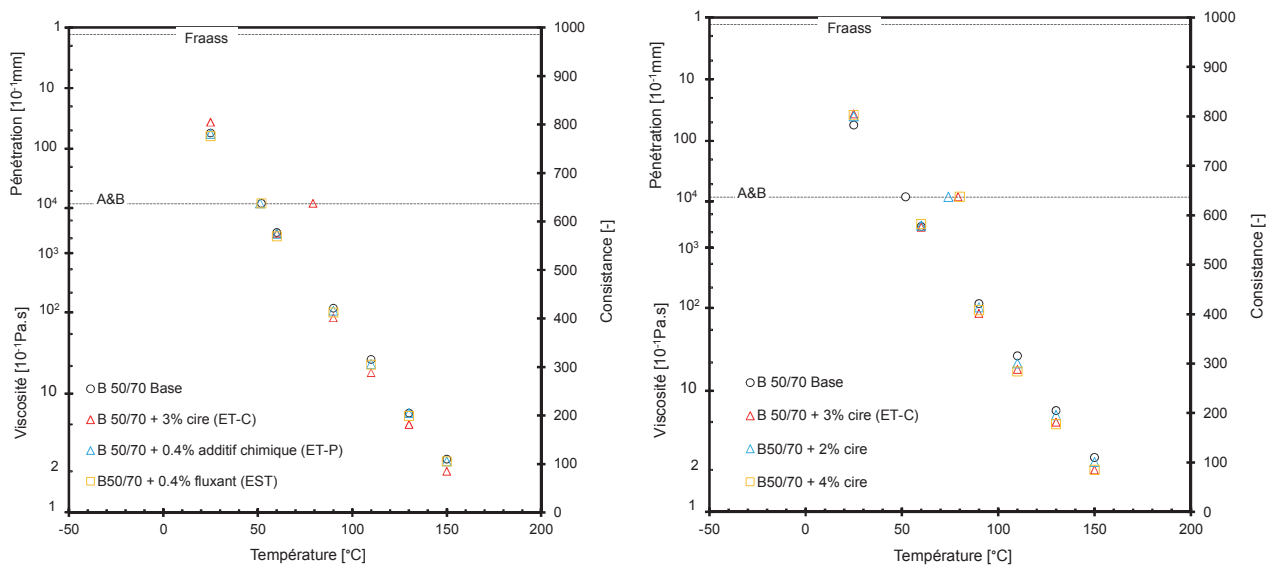 1
10
100
10⁴
10³
10²
10
2
1
Pénétration [10⁻¹mm]
Viscosité [10⁻¹Pa.s]
Fraass
A&B
B 50/70 Base
B 50/70 + 3% cire (ET-C)
B 50/70 + 0.4% additif chimique (ET-P)
B50/70 + 0.4% fluxant (EST)
1000
900
800
700
600
500
400
300
200
100
0
Consistance [-]
-50 0 50 100 150 200
Température [°C]
1
10
100
10⁴
10³
10²
10
2
1
Pénétration [10⁻¹mm]
Viscosité [10⁻¹Pa.s]
Fraass
A&B
B 50/70 Base
B 50/70 + 3% cire (ET-C)
B50/70 + 2% cire
B50/70 + 4% cire
1000
900
800
700
600
500
400
300
200
100
0
Consistance [-]
-50 0 50 100 150 200
Température [°C]